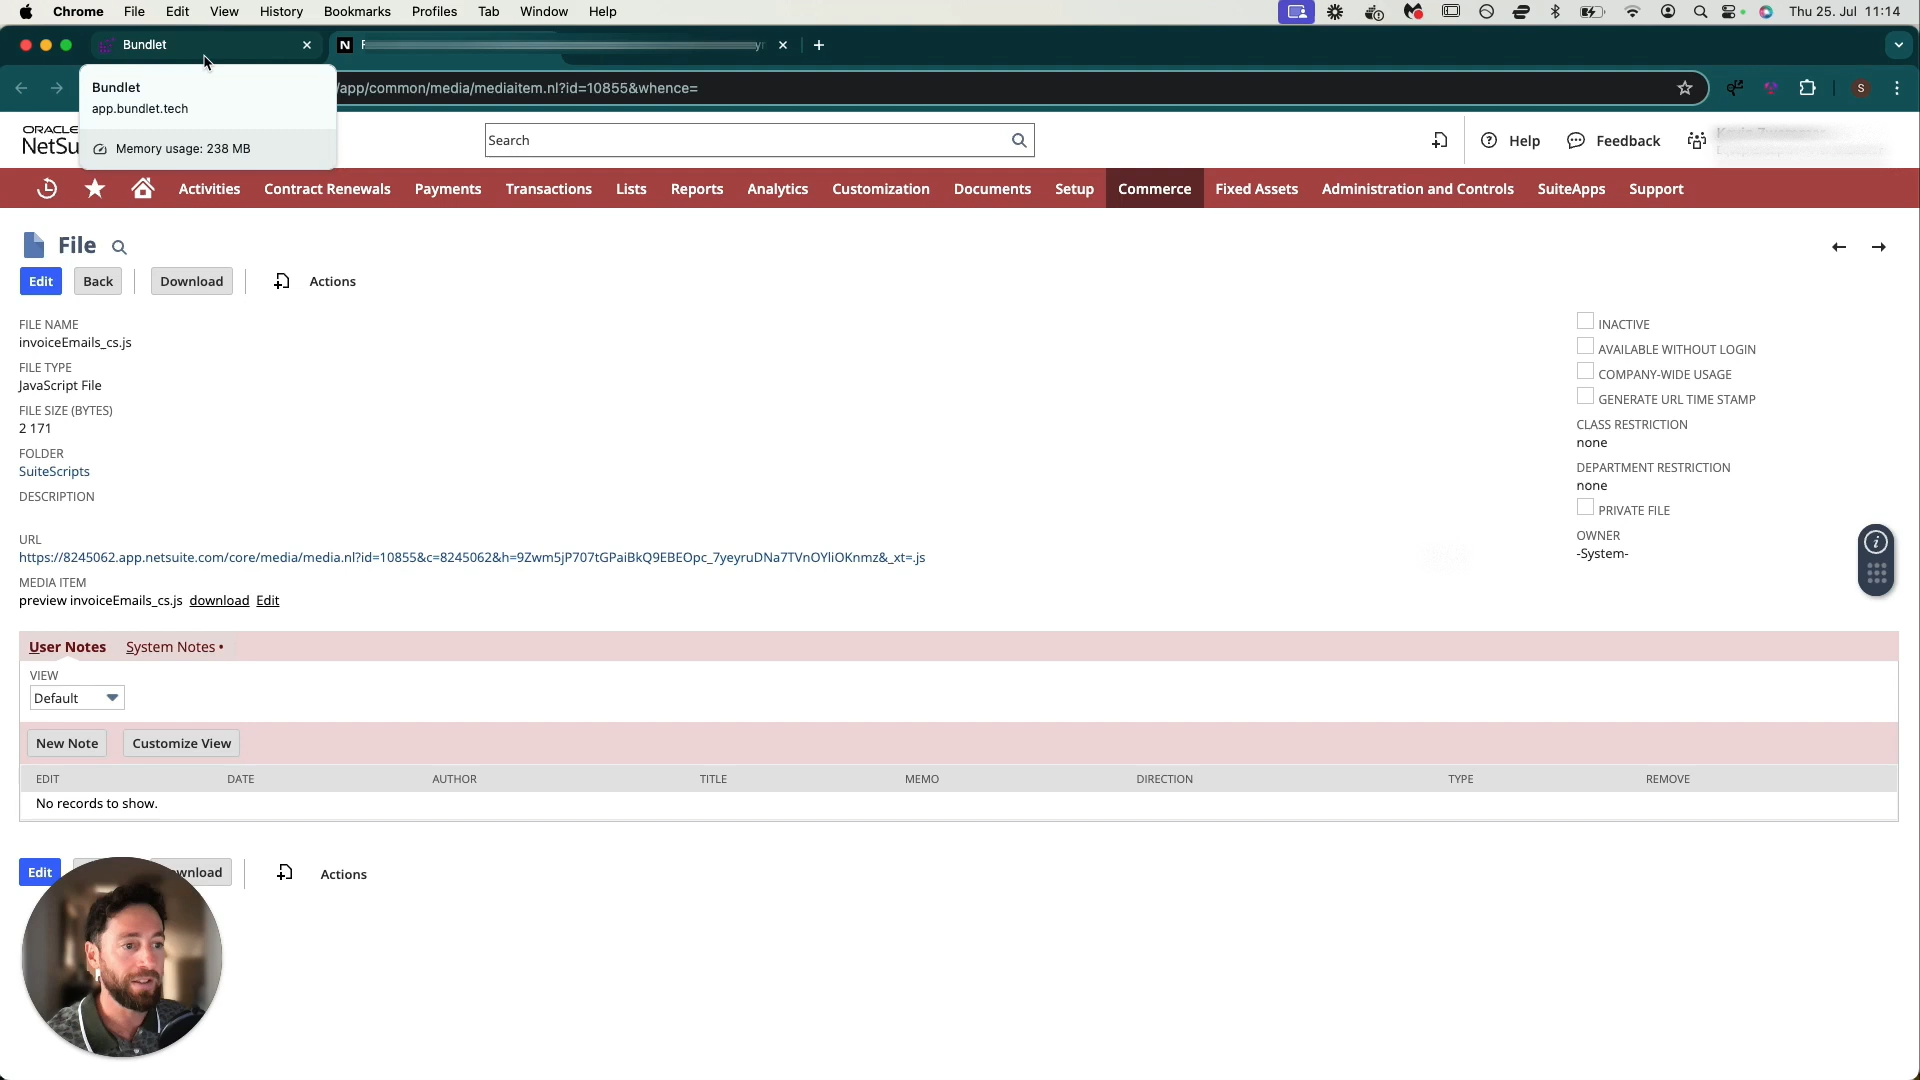 Chrome File Edit View History Bookmarks Profiles Tab Window Help Thu 25. Jul 11:14
Bundlet
Bundlet
app.bundlet.tech
Memory usage: 238 MB
/app/common/media/mediaitem.nl?id=10855&whence=
S
ORACLE
NetSu
Search
Help Feedback
Activities Contract Renewals Payments Transactions Lists Reports Analytics Customization Documents Setup Commerce Fixed Assets Administration and Controls SuiteApps Support
File
Edit Back Download Actions
FILE NAME
invoiceEmails_cs.js
FILE TYPE
JavaScript File
FILE SIZE (BYTES)
2 171
FOLDER
SuiteScripts
DESCRIPTION
URL
https://8245062.app.netsuite.com/core/media/media.nl?id=10855&c=8245062&h=9Zwm5jP707tGPaiBkQ9EBEOpc_7yeyruDNa7TVnOYliOKnmz&_xt=.js
MEDIA ITEM
preview invoiceEmails_cs.js download Edit
INACTIVE
AVAILABLE WITHOUT LOGIN
COMPANY-WIDE USAGE
GENERATE URL TIME STAMP
CLASS RESTRICTION
none
DEPARTMENT RESTRICTION
none
PRIVATE FILE
OWNER
-System-
User Notes System Notes •
VIEW
Default
New Note Customize View
EDIT DATE AUTHOR TITLE MEMO DIRECTION TYPE REMOVE
No records to show.
Edit wnload Actions